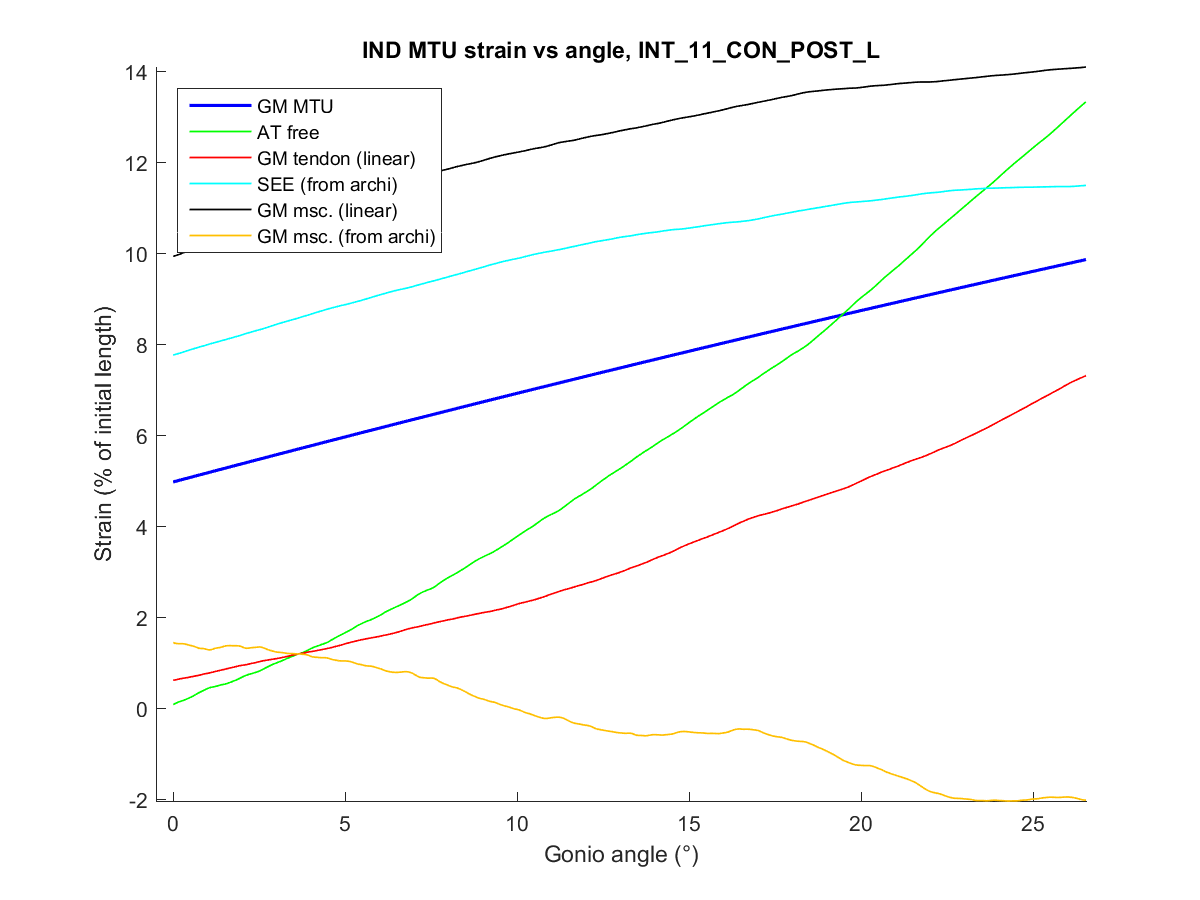 IND MTU strain vs angle, INT_11_CON_POST_L
14
12
10
8
6
4
2
0
-2
Strain (% of initial length)
GM MTU
AT free
GM tendon (linear)
SEE (from archi)
GM msc. (linear)
GM msc. (from archi)
0 5 10 15 20 25
Gonio angle (°)